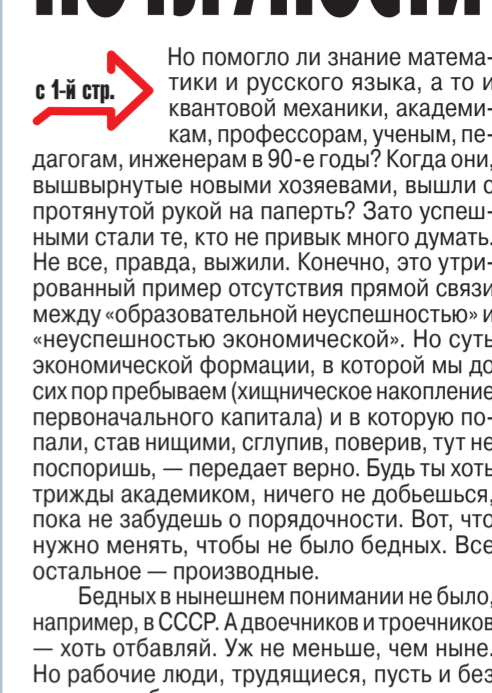 с 1-й стр.
Но помогло ли знание матема-
тики и русского языка, а то и
квантовой механики, академи-
кам, профессорам, ученым, пе-
дагогам, инженерам в 90-е годы? Когда они,
вышвырнутые новыми хозяевами, вышли с
протянутой рукой на паперть? Зато успеш-
ными стали те, кто не привык много думать.
Не все, правда, выжили. Конечно, это утри-
рованный пример отсутствия прямой связи
между «образовательной неуспешностью» и
«неуспешностью экономической». Но суть
экономической формации, в которой мы до
сих пор пребываем (хищническое накопление
первоначального капитала) и в которую по-
пали, став нищими, сглупив, поверив, тут не
поспоришь, — передает верно. Будь ты хоть
трижды академиком, ничего не добьешься,
пока не забудешь о порядочности. Вот, что
нужно менять, чтобы не было бедных. Все
остальное — производные.
Бедных в нынешнем понимании не было,
например, в СССР. А двоечников и троечников
— хоть отбавляй. Уж не меньше, чем ныне.
Но рабочие люди, трудящиеся, пусть и без